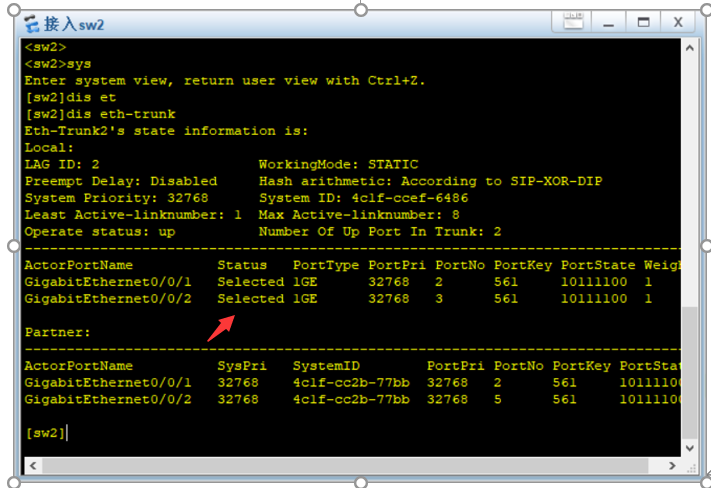 接入sw2
<sw2>
<sw2>sys
Enter system view, return user view with Ctrl+Z.
[sw2]dis et
[sw2]dis eth-trunk
Eth-Trunk2's state information is:
Local:
LAG ID: 2 WorkingMode: STATIC
Preempt Delay: Disabled Hash arithmetic: According to SIP-XOR-DIP
System Priority: 32768 System ID: 4c1f-ccef-6486
Least Active-linknumber: 1 Max Active-linknumber: 8
Operate status: up Number Of Up Port In Trunk: 2
--------------------------------------------------------------------------------
ActorPortName Status PortType PortPri PortNo PortKey PortState Weigh
GigabitEthernet0/0/1 Selected 1GE 32768 2 561 10111100 1
GigabitEthernet0/0/2 Selected 1GE 32768 3 561 10111100 1
Partner:
--------------------------------------------------------------------------------
ActorPortName SysPri SystemID PortPri PortNo PortKey PortStat
GigabitEthernet0/0/1 32768 4c1f-cc2b-77bb 32768 2 561 10111100
GigabitEthernet0/0/2 32768 4c1f-cc2b-77bb 32768 5 561 10111100
[sw2]